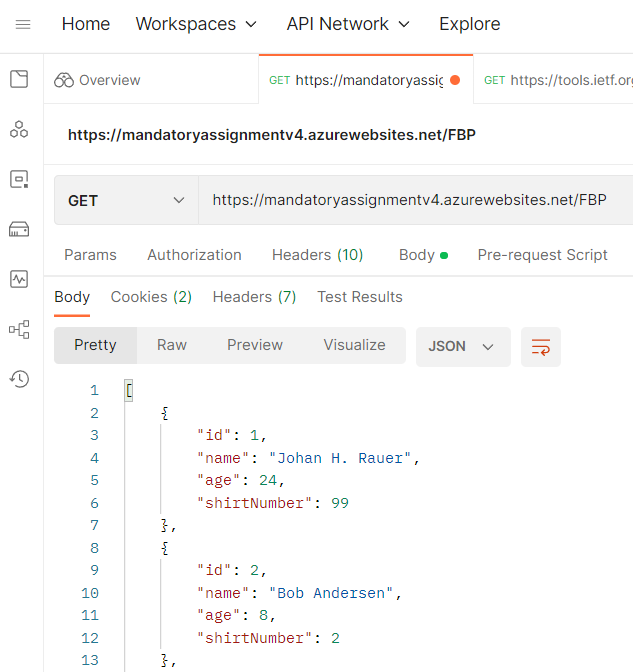 Home Workspaces API Network Explore
Overview GET https://mandatoryassig GET https://tools.ietf.org
https://mandatoryassignmentv4.azurewebsites.net/FBP
GET https://mandatoryassignmentv4.azurewebsites.net/FBP
Params Authorization Headers (10) Body Pre-request Script
Body Cookies (2) Headers (7) Test Results
Pretty Raw Preview Visualize JSON
1 [
2 {
3 "id": 1,
4 "name": "Johan H. Rauer",
5 "age": 24,
6 "shirtNumber": 99
7 },
8 {
9 "id": 2,
10 "name": "Bob Andersen",
11 "age": 8,
12 "shirtNumber": 2
13 },